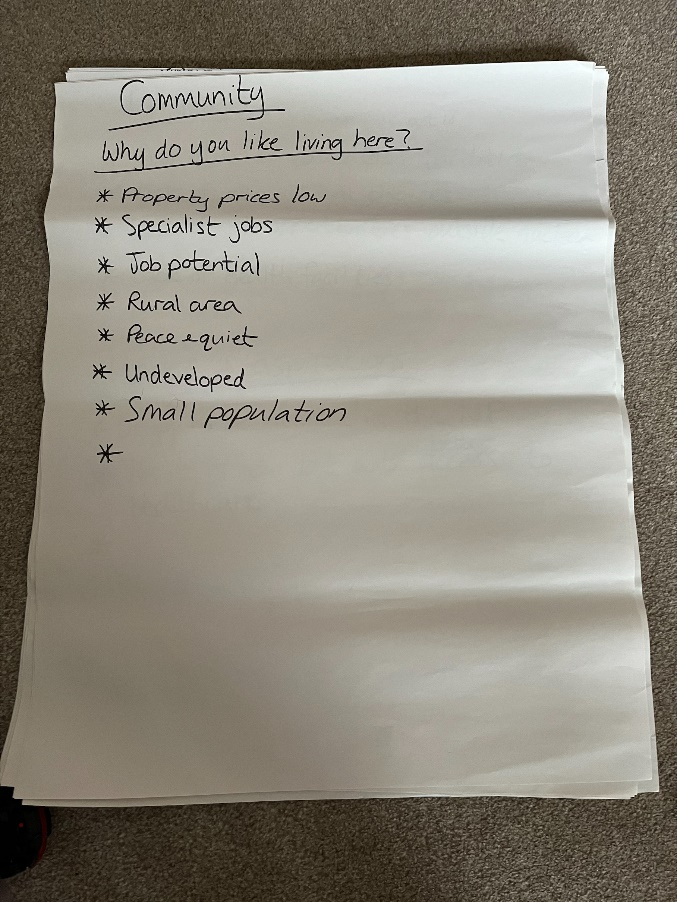 Community
Why do you like living here?
* Property prices low
* Specialist jobs
* Job potential
* Rural area
* Peace & quiet
* Undeveloped
* Small population
*